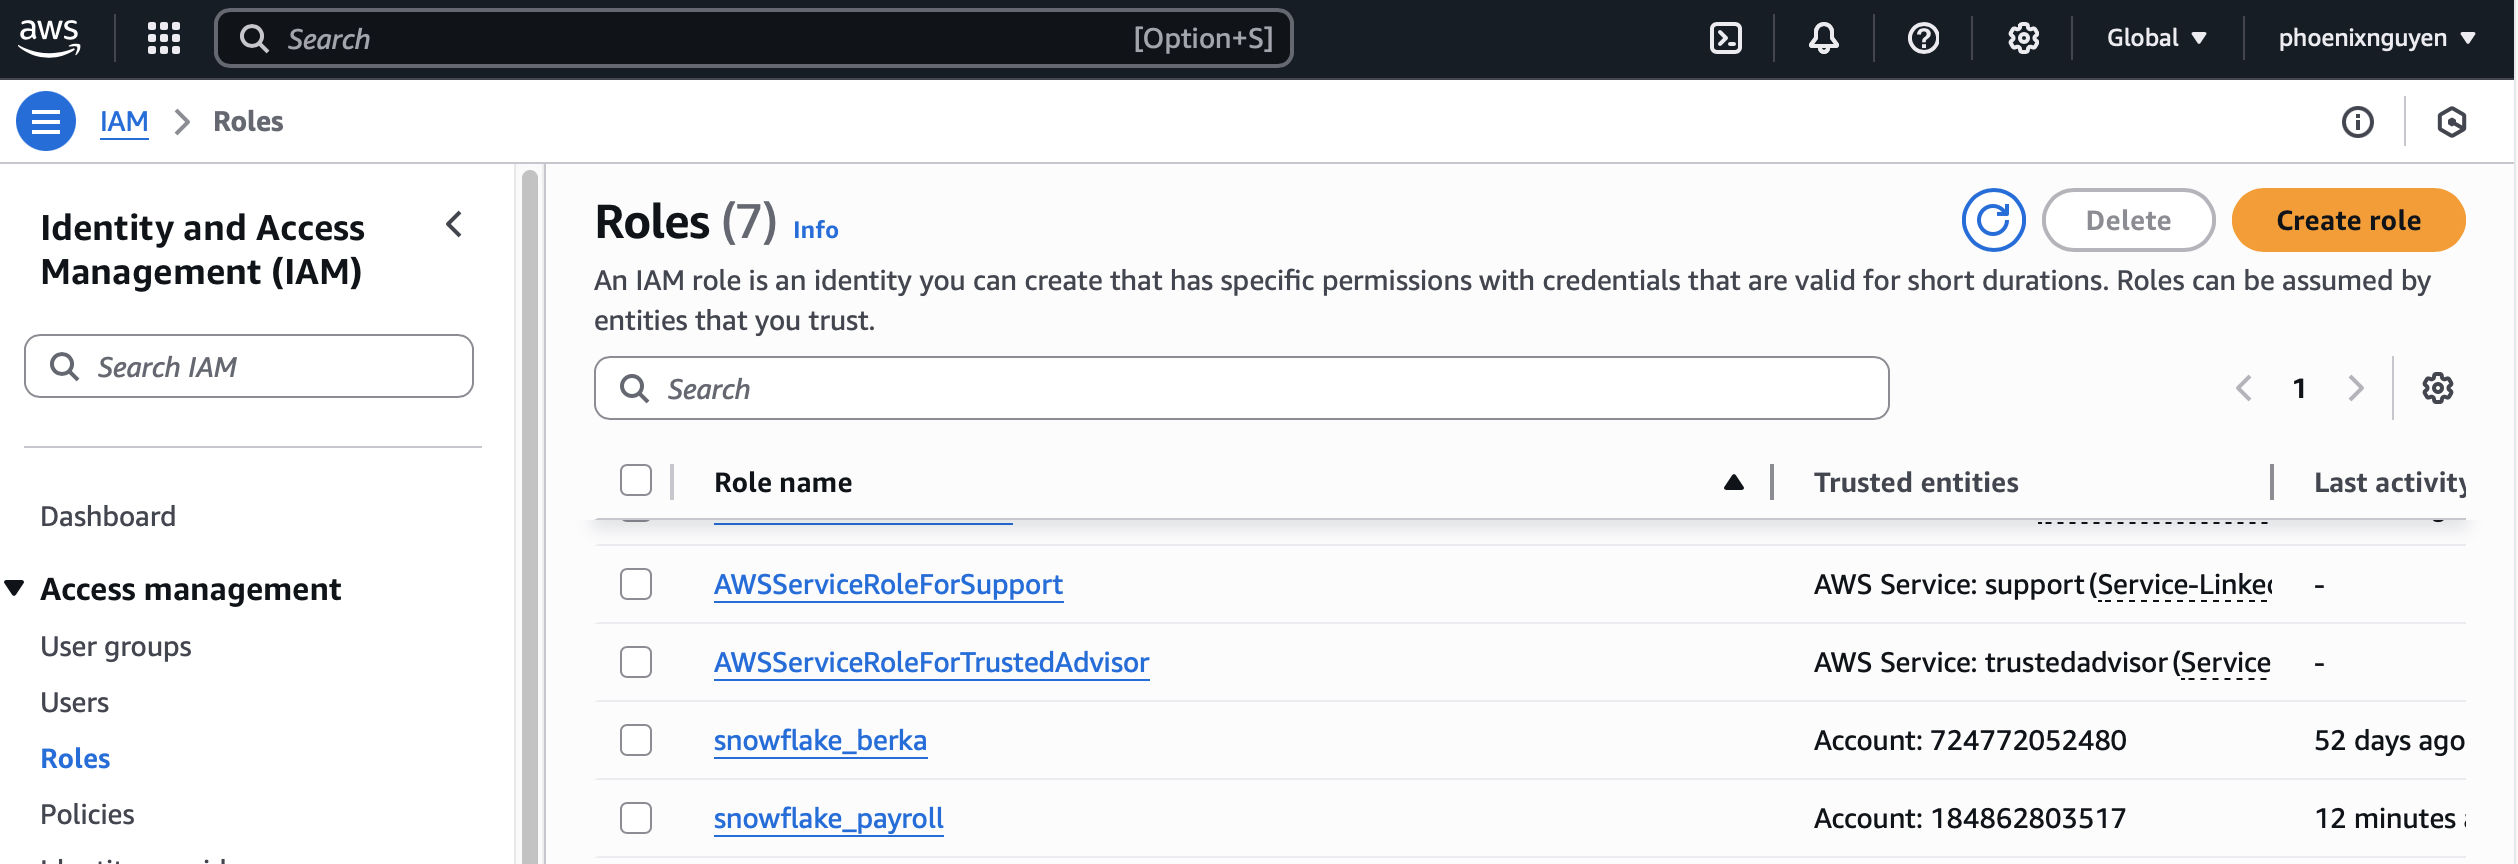 aws
Search [Option+S]
Global
phoenixnguyen
IAM > Roles
Identity and Access
Management (IAM)
Search IAM
Dashboard
Access management
User groups
Users
Roles
Policies
Roles (7) Info
Delete
Create role
An IAM role is an identity you can create that has specific permissions with credentials that are valid for short durations. Roles can be assumed by
entities that you trust.
Search
1
Role name Trusted entities Last activity
AWSServiceRoleForSupport AWS Service: support (Service-Linked -
AWSServiceRoleForTrustedAdvisor AWS Service: trustedadvisor (Service -
snowflake_berka Account: 724772052480 52 days ago
snowflake_payroll Account: 184862803517 12 minutes